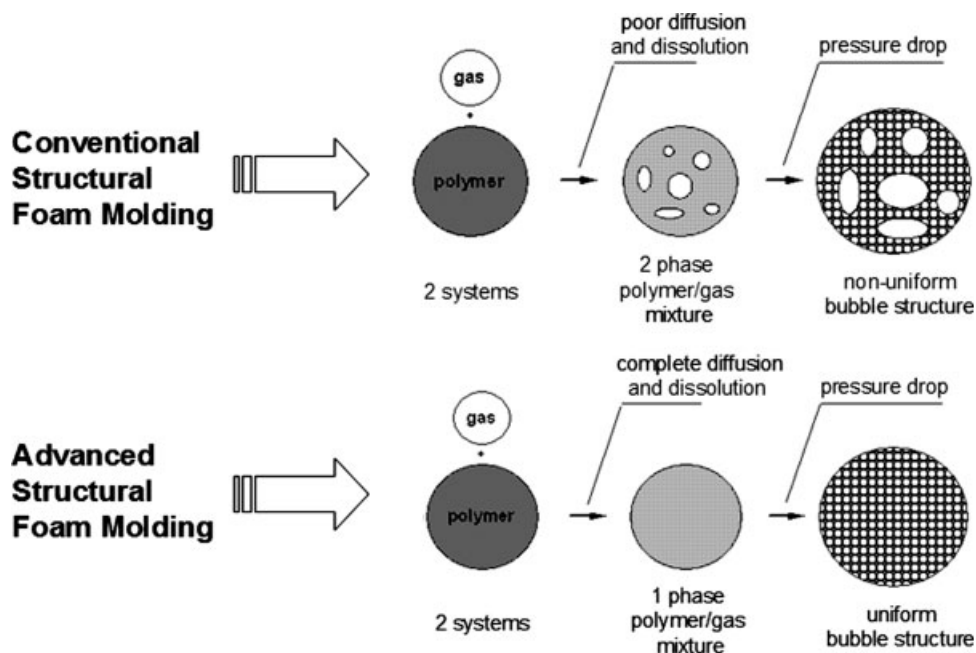 poor diffusion
and dissolution
pressure drop
gas
Conventional
Structural
Foam Molding
polymer
2 systems
2 phase
polymer/gas
mixture
non-uniform
bubble structure
complete diffusion
and dissolution
pressure drop
gas
Advanced
Structural
Foam Molding
polymer
2 systems
1 phase
polymer/gas
mixture
uniform
bubble structure